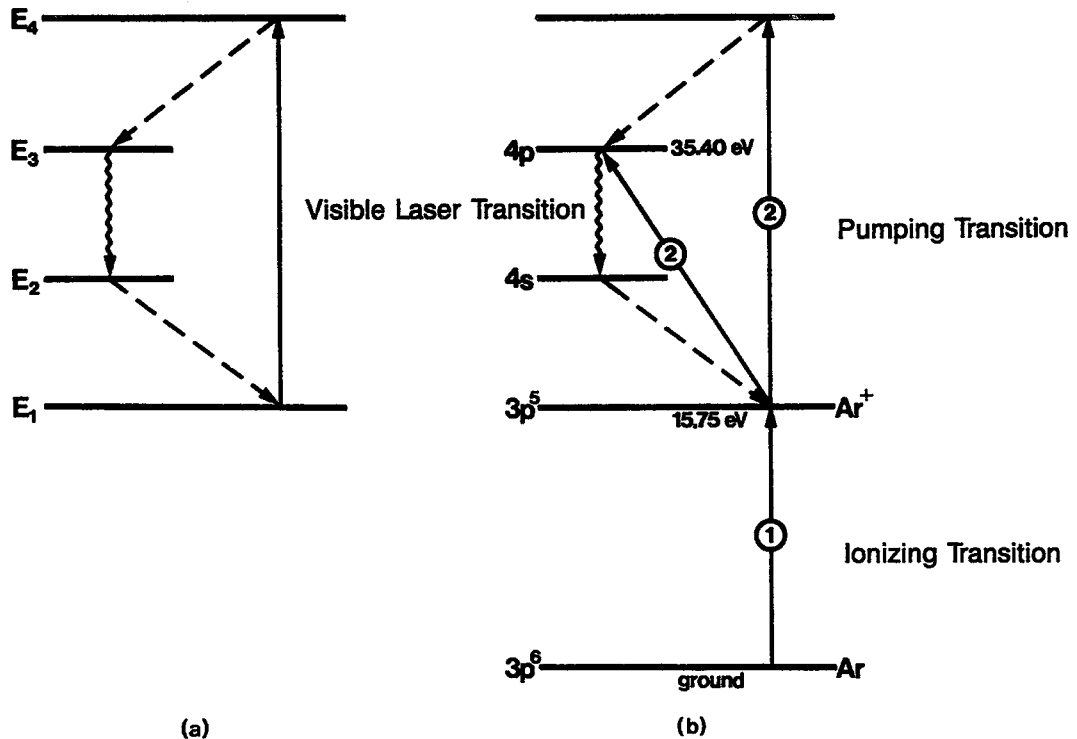 E₄
E₃
E₂
E₁
Visible Laser Transition
(a)
4p
35.40 eV
②
②
Pumping Transition
4s
3p⁵
15.75 eV
Ar⁺
①
Ionizing Transition
3p⁶
ground
Ar
(b)